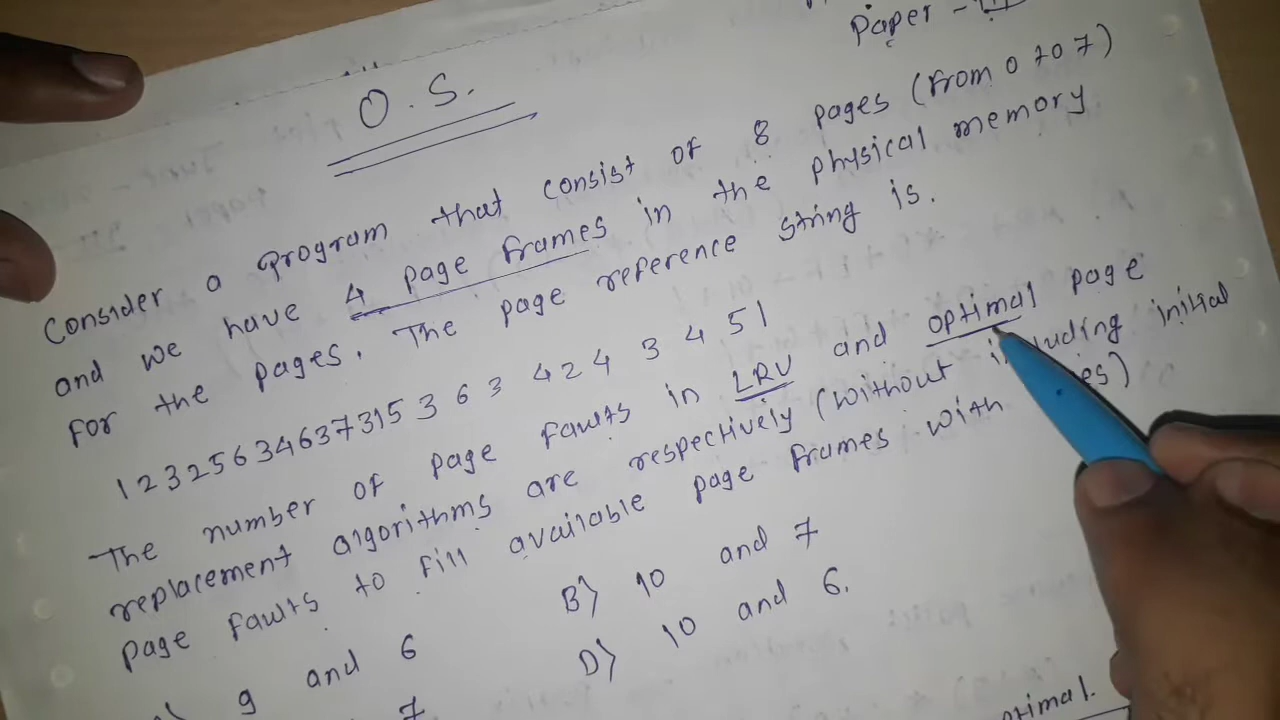 Paper -
O.S.
Consider a program that consist of 8 pages (from 0 to 7)
and we have 4 page frames in the physical memory
for the pages. The page reference string is.
1 2 3 2 5 6 3 4 6 3 7 3 1 5 3 6 3 4 2 4 3 4 5 1
The number of page faults in LRU and optimal page
replacement algorithms are respectively (without including initial
page faults to fill available page frames with
9 and 6
B) 10 and 7
7
D) 10 and 6.